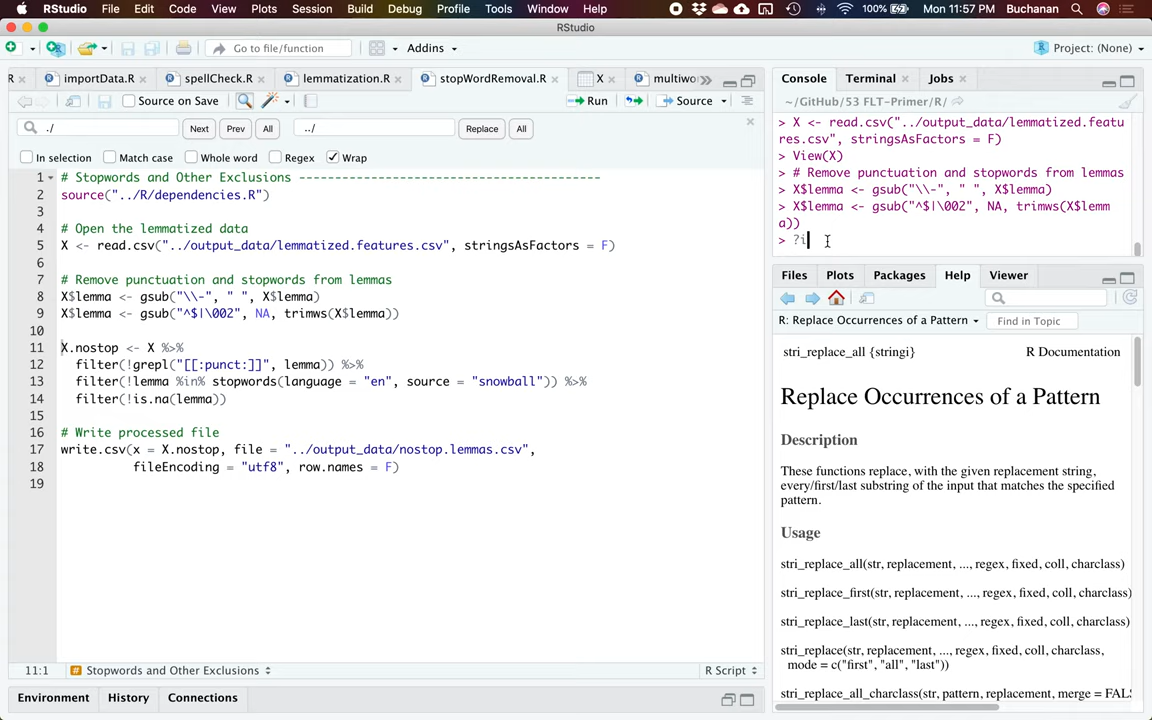 RStudio File Edit Code View Plots Session Build Debug Profile Tools Window Help 100% Mon 11:57 PM Buchanan
RStudio
Go to file/function Addins Project: (None)
R importData.R spellCheck.R lemmatization.R stopWordRemoval.R X multiwo
Source on Save Run Source
./ Next Prev All ../ Replace All
In selection Match case Whole word Regex Wrap
1 # Stopwords and Other Exclusions ----------------------------------------
2 source("../R/dependencies.R")
3
4 # Open the lemmatized data
5 X <- read.csv("../output_data/lemmatized.features.csv", stringsAsFactors = F)
6
7 # Remove punctuation and stopwords from lemmas
8 X$lemma <- gsub("\\-", " ", X$lemma)
9 X$lemma <- gsub("^$|\002", NA, trimws(X$lemma))
10
11 X.nostop <- X %>%
12 filter(!grepl("[[:punct:]]", lemma)) %>%
13 filter(!lemma %in% stopwords(language = "en", source = "snowball")) %>%
14 filter(!is.na(lemma))
15
16 # Write processed file
17 write.csv(x = X.nostop, file = "../output_data/nostop.lemmas.csv",
18 fileEncoding = "utf8", row.names = F)
19
11:1 # Stopwords and Other Exclusions R Script
Environment History Connections
Console Terminal Jobs
~/GitHub/53 FLT-Primer/R/
> X <- read.csv("../output_data/lemmatized.featu
res.csv", stringsAsFactors = F)
> View(X)
> # Remove punctuation and stopwords from lemmas
> X$lemma <- gsub("\\-", " ", X$lemma)
> X$lemma <- gsub("^$|\002", NA, trimws(X$lemm
a))
> ?i
Files Plots Packages Help Viewer
R: Replace Occurrences of a Pattern Find in Topic
stri_replace_all {stringi} R Documentation
Replace Occurrences of a Pattern
Description
These functions replace, with the given replacement string,
every/first/last substring of the input that matches the specified
pattern.
Usage
stri_replace_all(str, replacement, ..., regex, fixed, coll, charclass)
stri_replace_first(str, replacement, ..., regex, fixed, coll, charclass)
stri_replace_last(str, replacement, ..., regex, fixed, coll, charclass)
stri_replace(str, replacement, ..., regex, fixed, coll, charclass,
mode = c("first", "all", "last"))
stri_replace_all_charclass(str, pattern, replacement, merge = FALS